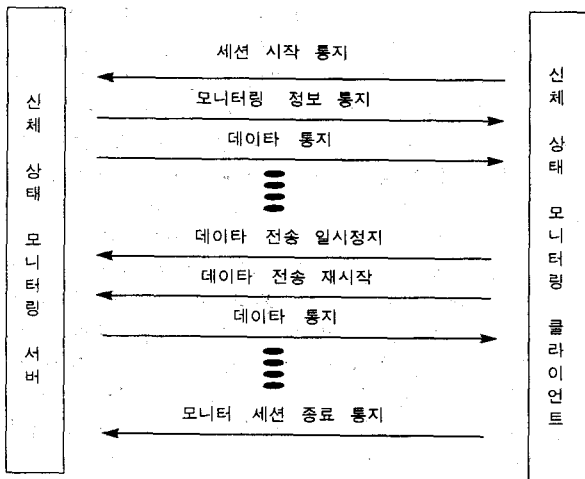 신체 상태 모니터링 서버
세션 시작 통지
모니터링 정보 통지
데이타 통지
데이타 전송 일시정지
데이타 전송 재시작
데이타 통지
모니터 세션 종료 통지
신체 상태 모니터링 클라이언트